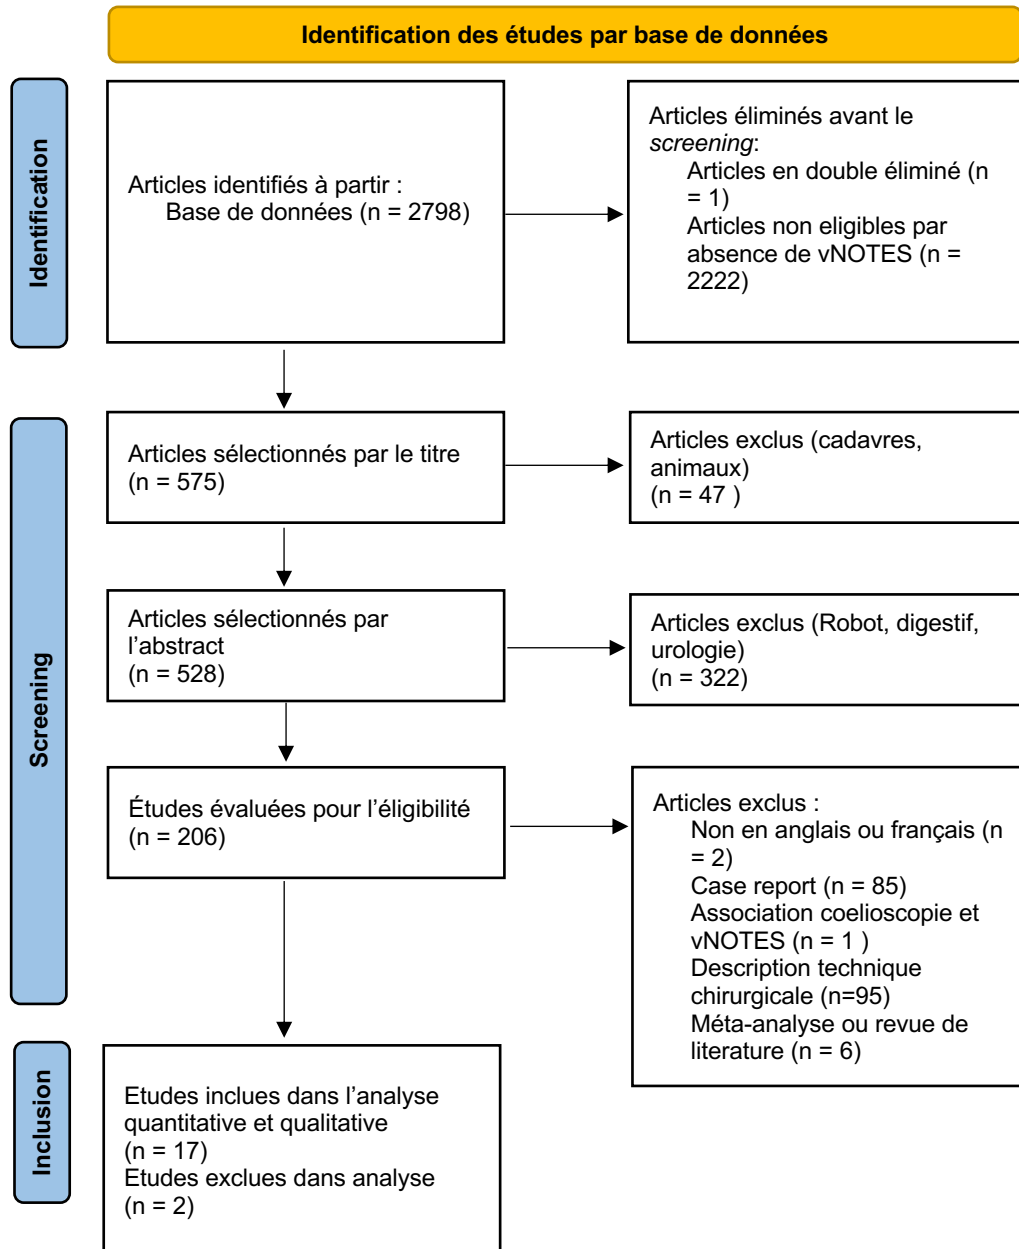 Identification des études par base de données
Identification
Articles identifiés à partir :
Base de données (n = 2798)
Articles éliminés avant le
screening:
Articles en double éliminé (n
= 1)
Articles non eligibles par
absence de vNOTES (n =
2222)
Screening
Articles sélectionnés par le titre
(n = 575)
Articles exclus (cadavres,
animaux)
(n = 47 )
Articles sélectionnés par
l’abstract
(n = 528)
Articles exclus (Robot, digestif,
urologie)
(n = 322)
Études évaluées pour l’éligibilité
(n = 206)
Articles exclus :
Non en anglais ou français (n
= 2)
Case report (n = 85)
Association coelioscopie et
vNOTES (n = 1 )
Description technique
chirurgicale (n=95)
Méta-analyse ou revue de
literature (n = 6)
Inclusion
Etudes inclues dans l’analyse
quantitative et qualitative
(n = 17)
Etudes exclues dans analyse
(n = 2)